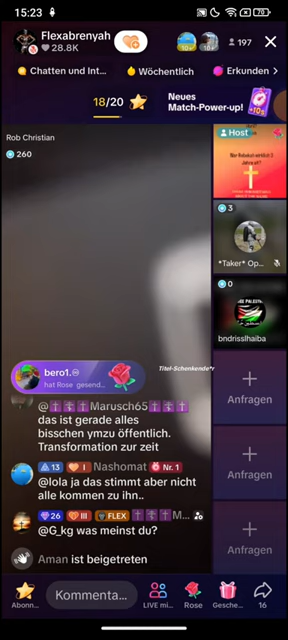 15:23
70
Flexabrenyah
28.8K
197
Chatten und Int...
Wöchentlich
Erkunden
18/20
Neues
Match-Power-up!
+10s
Rob Christian
260
Host
3
*Taker* Op...
0
bndrisslhaiba
Anfragen
Anfragen
Anfragen
bero1.
hat Rose gesend...
Titel-Schenkende*r
@✝️✝️✝️Marusch65✝️✝️✝️
das ist gerade alles
bisschen ymzu öffentlich.
Transformation zur zeit
13 I Nashomat Nr. 1
@lola ja das stimmt aber nicht
alle kommen zu ihn..
26 III FLEX ✝️✝️✝️M...
@G_kg was meinst du?
Aman ist beigetreten
Kommenta...
Abonn...
LIVE mi...
Rose
Gesche...
16